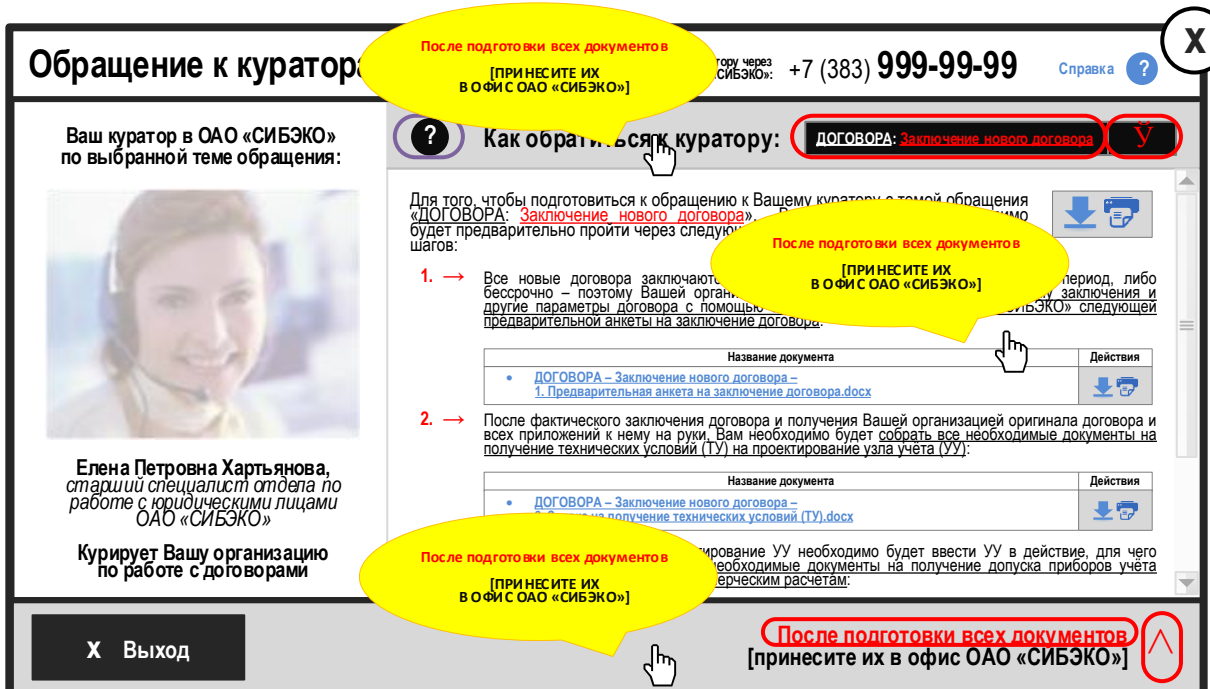 Обращение к куратора
После подготовки всех документов
[ПРИНЕСИТЕ ИХ
В ОФИС ОАО «СИБЭКО»]
через
«СИБЭКО»:
+7 (383) 999-99-99
Справка ?
X
Ваш куратор в ОАО «СИБЭКО»
по выбранной теме обращения:
Елена Петровна Хартьянова,
старший специалист отдела по
работе с юридическими лицами
ОАО «СИБЭКО»
Курирует Вашу организацию
по работе с договорами
? Как обратиться к куратору:
ДОГОВОРА: Заключение нового договора
Ў
Для того, чтобы подготовиться к обращению к Вашему куратору с темой обращения
«ДОГОВОРА: Заключение нового договора»,
будет предварительно пройти через
шагов:
После подготовки всех документов
[ПРИНЕСИТЕ ИХ
В ОФИС ОАО «СИБЭКО»]
1. → Все новые договора период, либо
бессрочно – поэтому Вашей заключения и
другие параметры договора с «СИБЭКО» следующей
предварительной анкеты на заключение договора:
Название документа Действия
• ДОГОВОРА – Заключение нового договора –
1. Предварительная анкета на заключение договора.docx
2. → После фактического заключения договора и получения Вашей организацией оригинала договора и
всех приложений к нему на руки, Вам необходимо будет собрать все необходимые документы на
получение технических условий (ТУ) на проектирование узла учёта (УУ):
Название документа Действия
• ДОГОВОРА – Заключение нового договора –
на получение технических условий (ТУ).docx
УУ необходимо будет ввести УУ в действие, для чего
необходимые документы на получение допуска приборов учёта
расчётам:
После подготовки всех документов
[ПРИНЕСИТЕ ИХ
В ОФИС ОАО «СИБЭКО»]
X Выход
После подготовки всех документов
[принесите их в офис ОАО «СИБЭКО»]